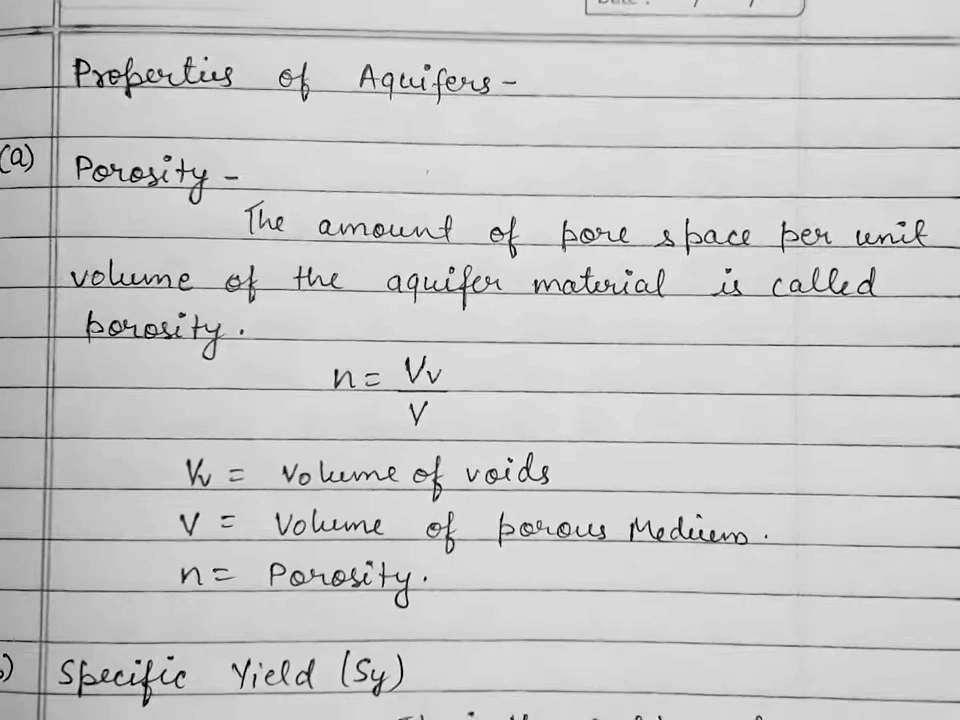 Properties of Aquifers -
(a) Porosity -
The amount of pore space per unit
volume of the aquifer material is called
porosity.
n = Vv
V
Vv = Volume of voids
V = Volume of porous Medium.
n = Porosity.
) Specific Yield (Sy)